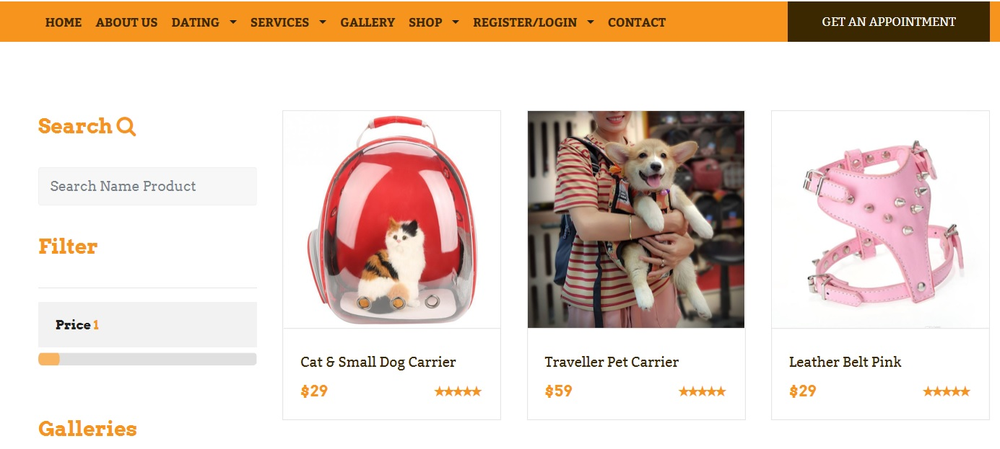 HOME ABOUT US DATING SERVICES GALLERY SHOP REGISTER/LOGIN CONTACT GET AN APPOINTMENT
Search
Search Name Product
Filter
Price 1
Galleries
Cat & Small Dog Carrier
$29
Traveller Pet Carrier
$59
Leather Belt Pink
$29